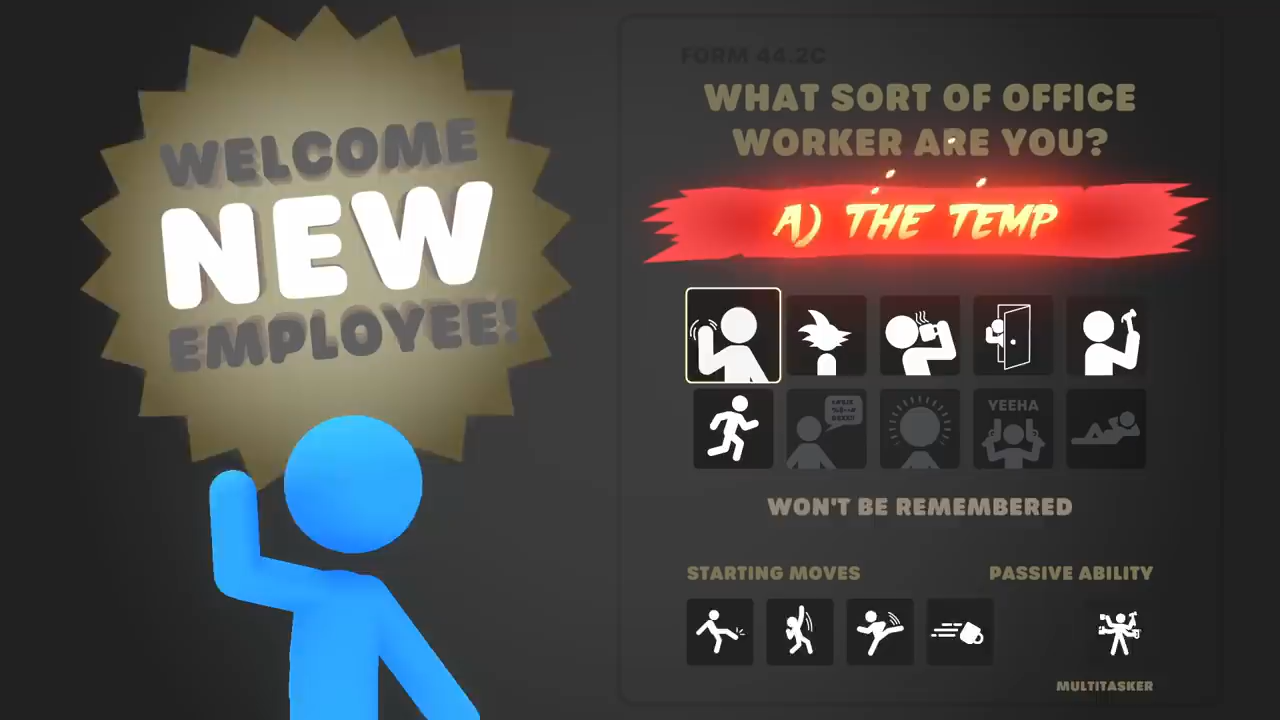 WELCOME
NEW
EMPLOYEE!
FORM 44.2C
WHAT SORT OF OFFICE
WORKER ARE YOU?
A) THE TEMP
YEEHA
WON'T BE REMEMBERED
STARTING MOVES
PASSIVE ABILITY
MULTITASKER